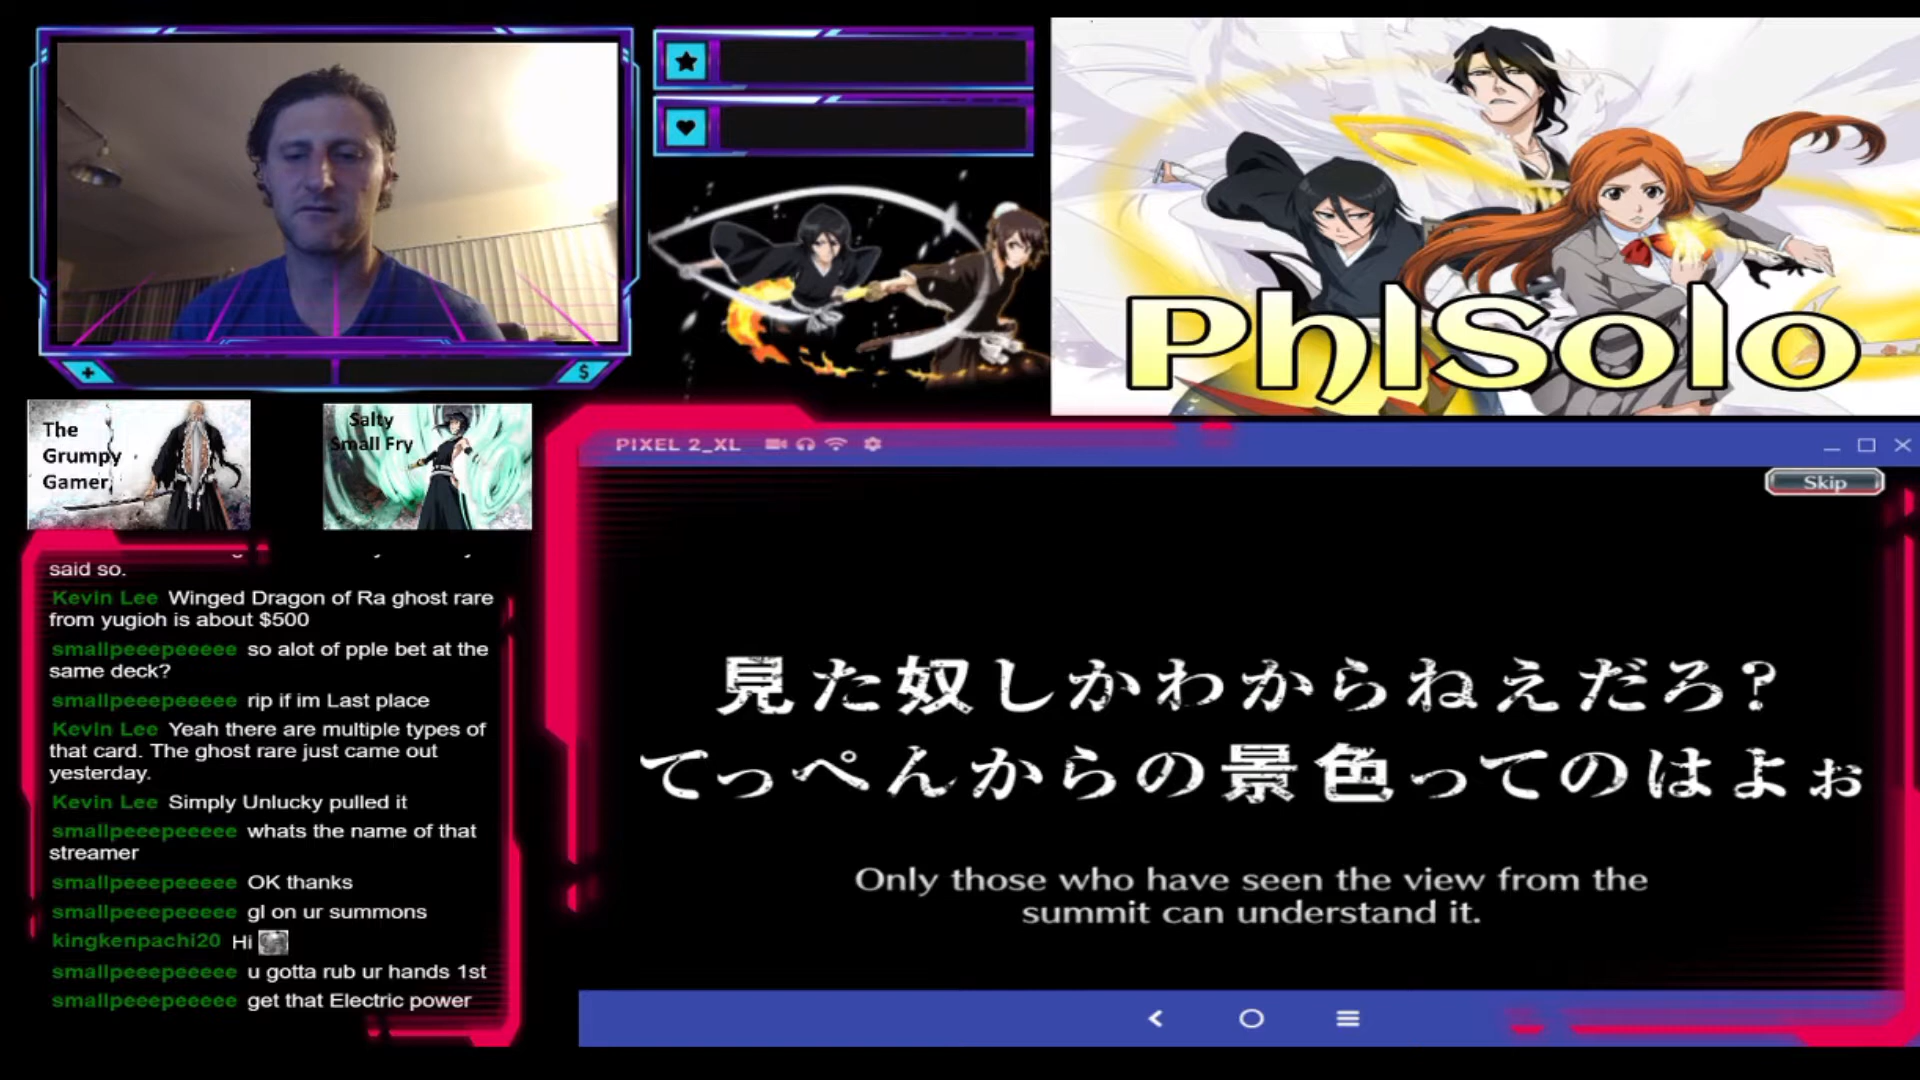 PhISolo
The
Grumpy
Gamer,
Salty
Small Fry
PIXEL 2_XL
Skip
said so.
Kevin Lee Winged Dragon of Ra ghost rare
from yugioh is about $500
smallpeeepeeeee so alot of pple bet at the
same deck?
smallpeeepeeeee rip if im Last place
Kevin Lee Yeah there are multiple types of
that card. The ghost rare just came out
yesterday.
Kevin Lee Simply Unlucky pulled it
smallpeeepeeeee whats the name of that
streamer
smallpeeepeeeee OK thanks
smallpeeepeeeee gl on ur summons
kingkenpachi20 Hi
smallpeeepeeeee u gotta rub ur hands 1st
smallpeeepeeeee get that Electric power
見た奴しかわからねえだろ?
てっぺんからの景色ってのはよぉ
Only those who have seen the view from the
summit can understand it.